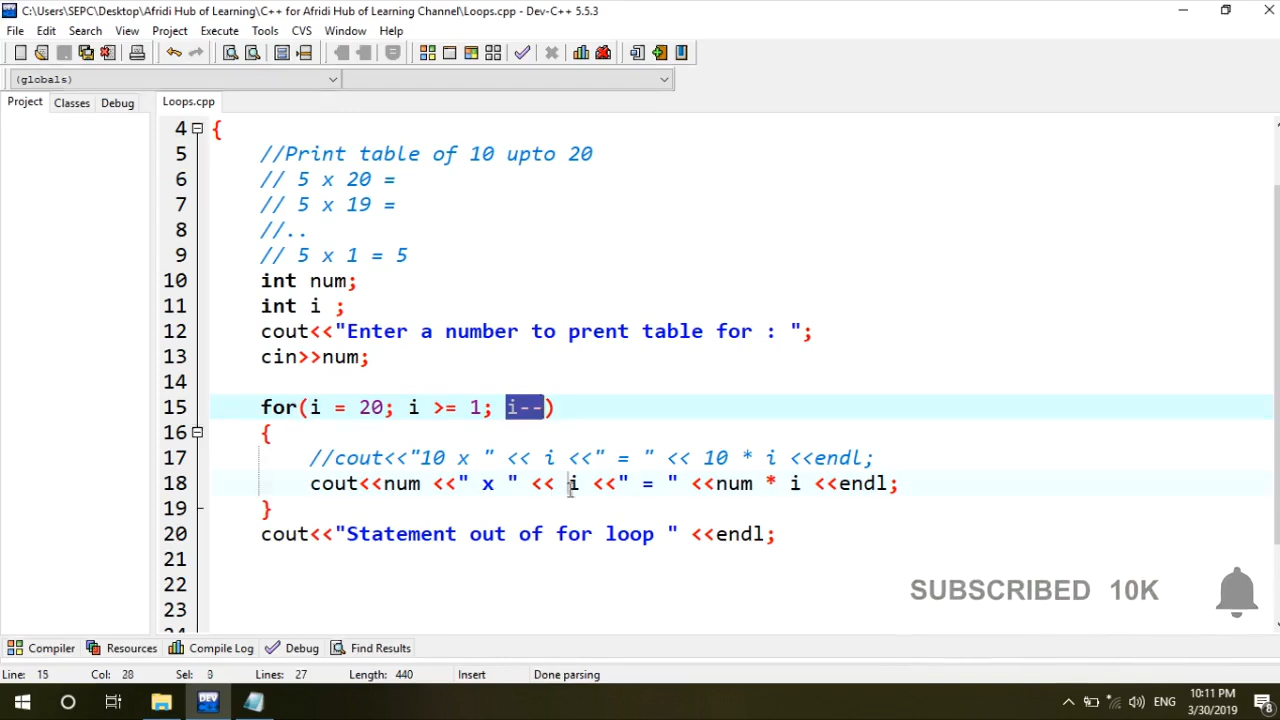 C:\Users\SEPC\Desktop\Afridi Hub of Learning\C++ for Afridi Hub of Learning Channel\Loops.cpp - Dev-C++ 5.5.3
File Edit Search View Project Execute Tools CVS Window Help
(globals)
Project Classes Debug Loops.cpp
4 {
5 //Print table of 10 upto 20
6 // 5 x 20 =
7 // 5 x 19 =
8 //..
9 // 5 x 1 = 5
10 int num;
11 int i ;
12 cout<<"Enter a number to prent table for : ";
13 cin>>num;
14
15 for(i = 20; i >= 1; i--)
16 {
17 //cout<<"10 x " << i <<" = " << 10 * i <<endl;
18 cout<<num <<" x " << i <<" = " <<num * i <<endl;
19 }
20 cout<<"Statement out of for loop " <<endl;
21
22
23
SUBSCRIBED 10K
Compiler Resources Compile Log Debug Find Results
Line: 15 Col: 28 Sel: 3 Lines: 27 Length: 440 Insert Done parsing
DEV
ENG
10:11 PM
3/30/2019
8